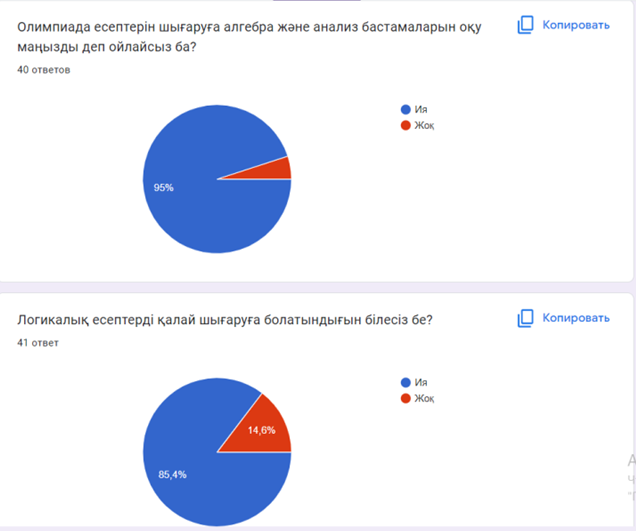 Олимпиада есептерін шығаруға алгебра және анализ бастамаларын оқу
маңызды деп ойлайсыз ба?
Копировать
40 ответов
Ия
Жоқ
95%
Логикалық есептерді қалай шығаруға болатындығын білесіз бе?
Копировать
41 ответ
Ия
Жоқ
14,6%
85,4%